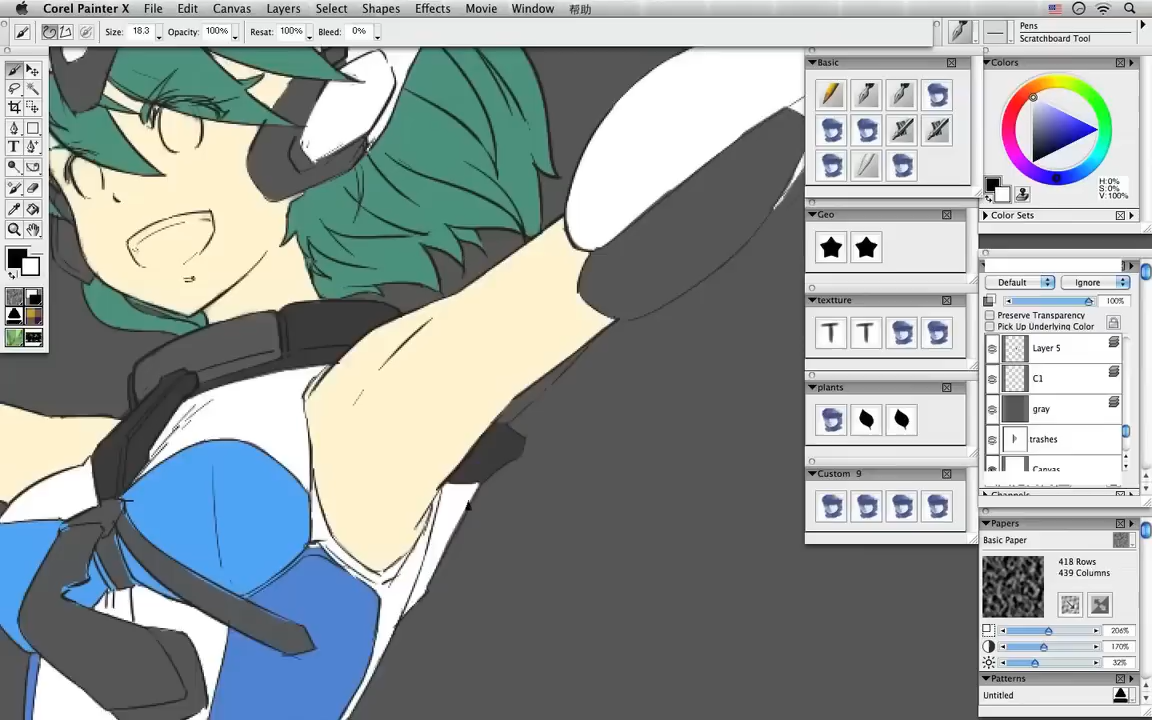 Corel Painter X File Edit Canvas Layers Select Shapes Effects Movie Window 帮助
Size: 18.3 Opacity: 100% Resat: 100% Bleed: 0%
Pens
Scratchboard Tool
Basic
Colors
H:0%
S:0%
V:100%
Geo
Color Sets
Default Ignore
textture
100%
Preserve Transparency
Pick Up Underlying Color
Layer 5
C1
plants
gray
trashes
Canvas
Custom 9
Channels
Papers
Basic Paper
418 Rows
439 Columns
206%
170%
32%
Patterns
Untitled
T
T T